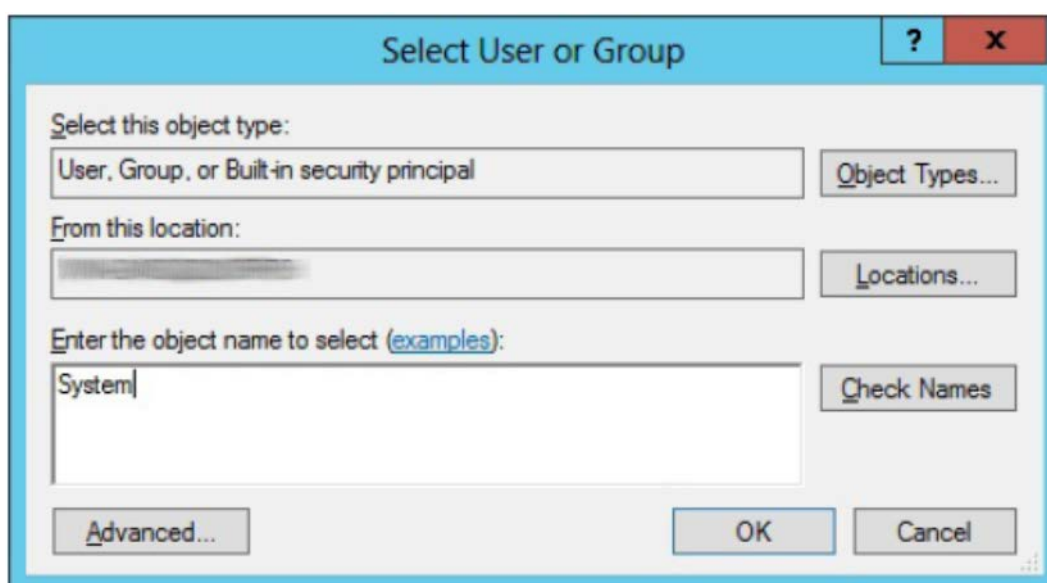 Select User or Group
? x
Select this object type:
User, Group, or Built-in security principal
Object Types...
From this location:
Locations...
Enter the object name to select (examples):
System
Check Names
Advanced...
OK
Cancel